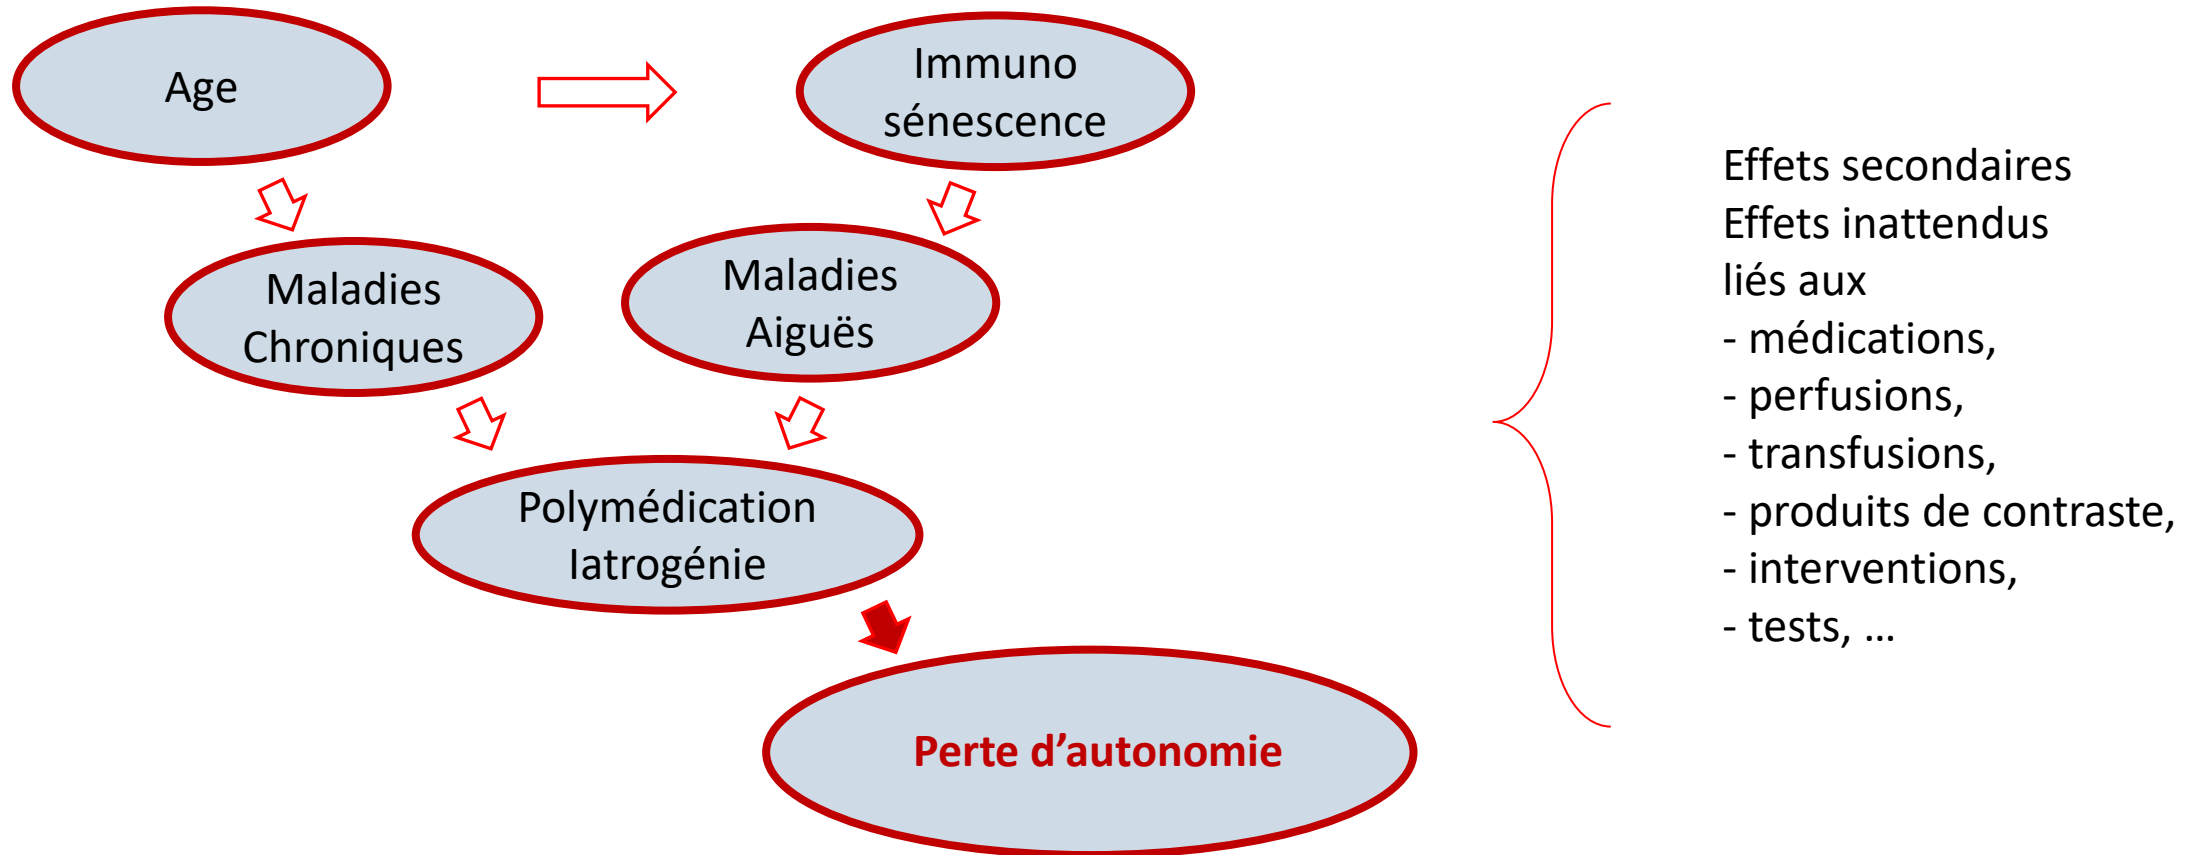 Age
Immuno
sénescence
Maladies
Chroniques
Maladies
Aiguës
Polymédication
Iatrogénie
Perte d’autonomie
Effets secondaires
Effets inattendus
liés aux
- médications,
- perfusions,
- transfusions,
- produits de contraste,
- interventions,
- tests, …